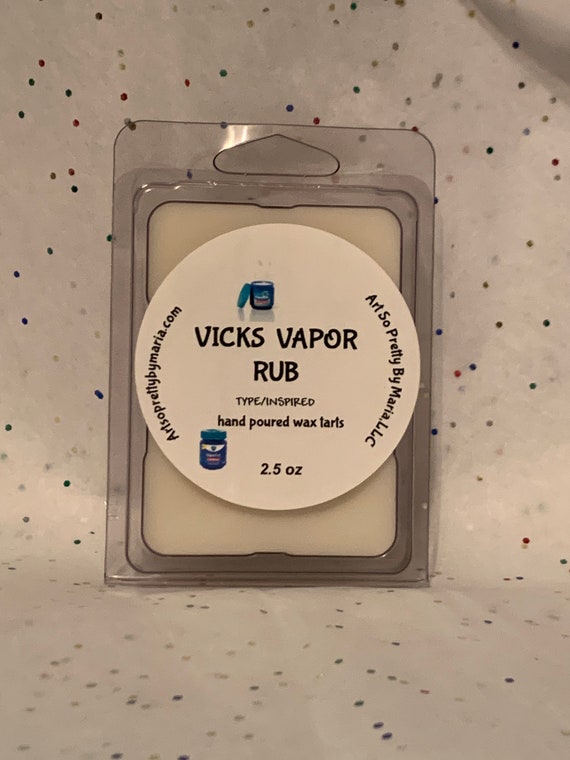 VICKS VAPOR
RUB
TYPE/INSPIRED
hand poured wax tarts
2.5 oz
Artsoprettybymaria.com
Art So Pretty By Maria,LLC